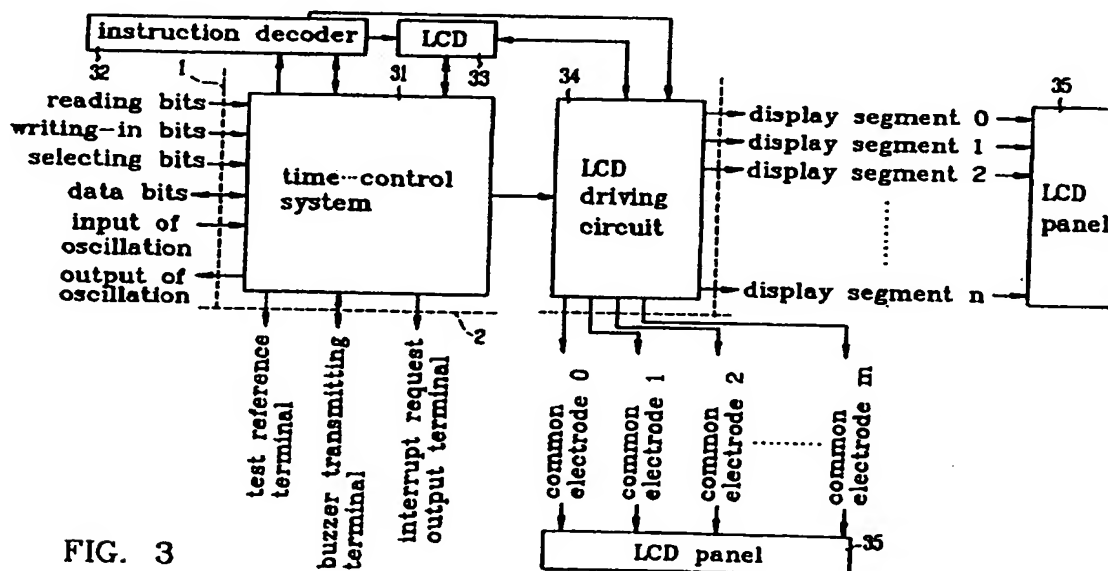 instruction decoder
LCD
32
33
1
31
34
35
reading bits
writing-in bits
selecting bits
data bits
input of
oscillation
output of
oscillation
time---control
system
LCD
driving
circuit
display segment 0
display segment 1
display segment 2
display segment n
LCD
panel
2
test reference
terminal
buzzer transmitting
terminal
interrupt request
output terminal
common
electrode 0
common
electrode 1
common
electrode 2
common
electrode m
LCD panel
35
FIG. 3